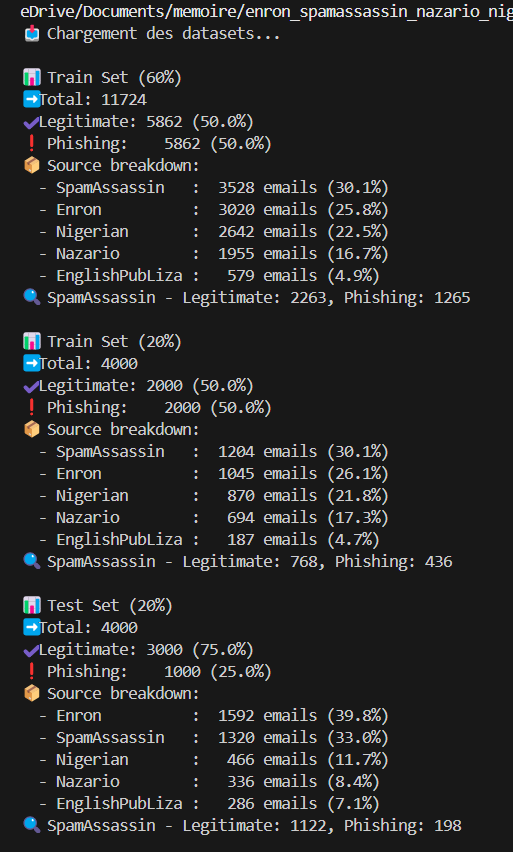 eDrive/Documents/memoire/enron_spamassassin_nazario_nig
📥 Chargement des datasets...
📊 Train Set (60%)
➡️Total: 11724
✔️Legitimate: 5862 (50.0%)
❗ Phishing:    5862 (50.0%)
📦 Source breakdown:
  - SpamAssassin   :  3528 emails (30.1%)
  - Enron          :  3020 emails (25.8%)
  - Nigerian       :  2642 emails (22.5%)
  - Nazario        :  1955 emails (16.7%)
  - EnglishPubLiza :   579 emails (4.9%)
🔍 SpamAssassin - Legitimate: 2263, Phishing: 1265
📊 Train Set (20%)
➡️Total: 4000
✔️Legitimate: 2000 (50.0%)
❗ Phishing:    2000 (50.0%)
📦 Source breakdown:
  - SpamAssassin   :  1204 emails (30.1%)
  - Enron          :  1045 emails (26.1%)
  - Nigerian       :   870 emails (21.8%)
  - Nazario        :   694 emails (17.3%)
  - EnglishPubLiza :   187 emails (4.7%)
🔍 SpamAssassin - Legitimate: 768, Phishing: 436
📊 Test Set (20%)
➡️Total: 4000
✔️Legitimate: 3000 (75.0%)
❗ Phishing:    1000 (25.0%)
📦 Source breakdown:
  - Enron          :  1592 emails (39.8%)
  - SpamAssassin   :  1320 emails (33.0%)
  - Nigerian       :   466 emails (11.7%)
  - Nazario        :   336 emails (8.4%)
  - EnglishPubLiza :   286 emails (7.1%)
🔍 SpamAssassin - Legitimate: 1122, Phishing: 198